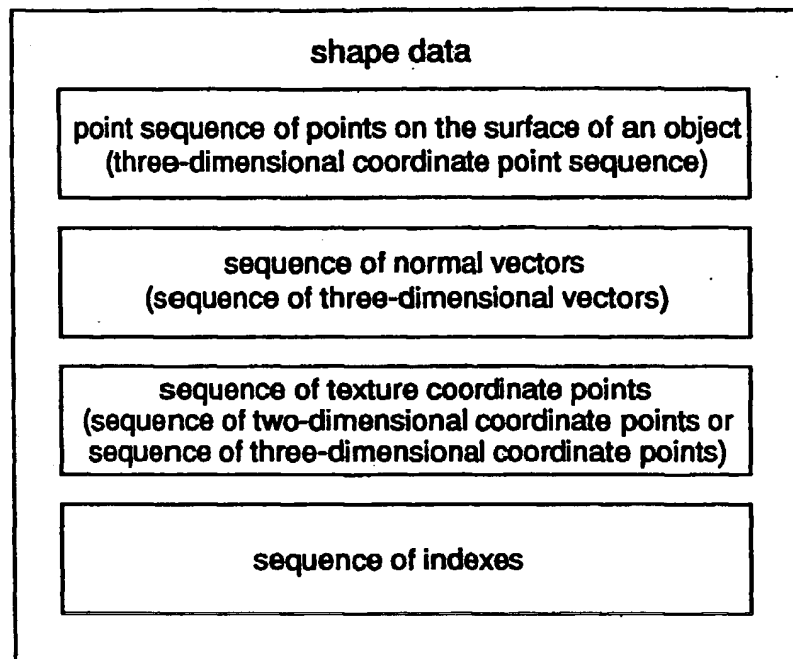 shape data
point sequence of points on the surface of an object
(three-dimensional coordinate point sequence)
sequence of normal vectors
(sequence of three-dimensional vectors)
sequence of texture coordinate points
(sequence of two-dimensional coordinate points or
sequence of three-dimensional coordinate points)
sequence of indexes